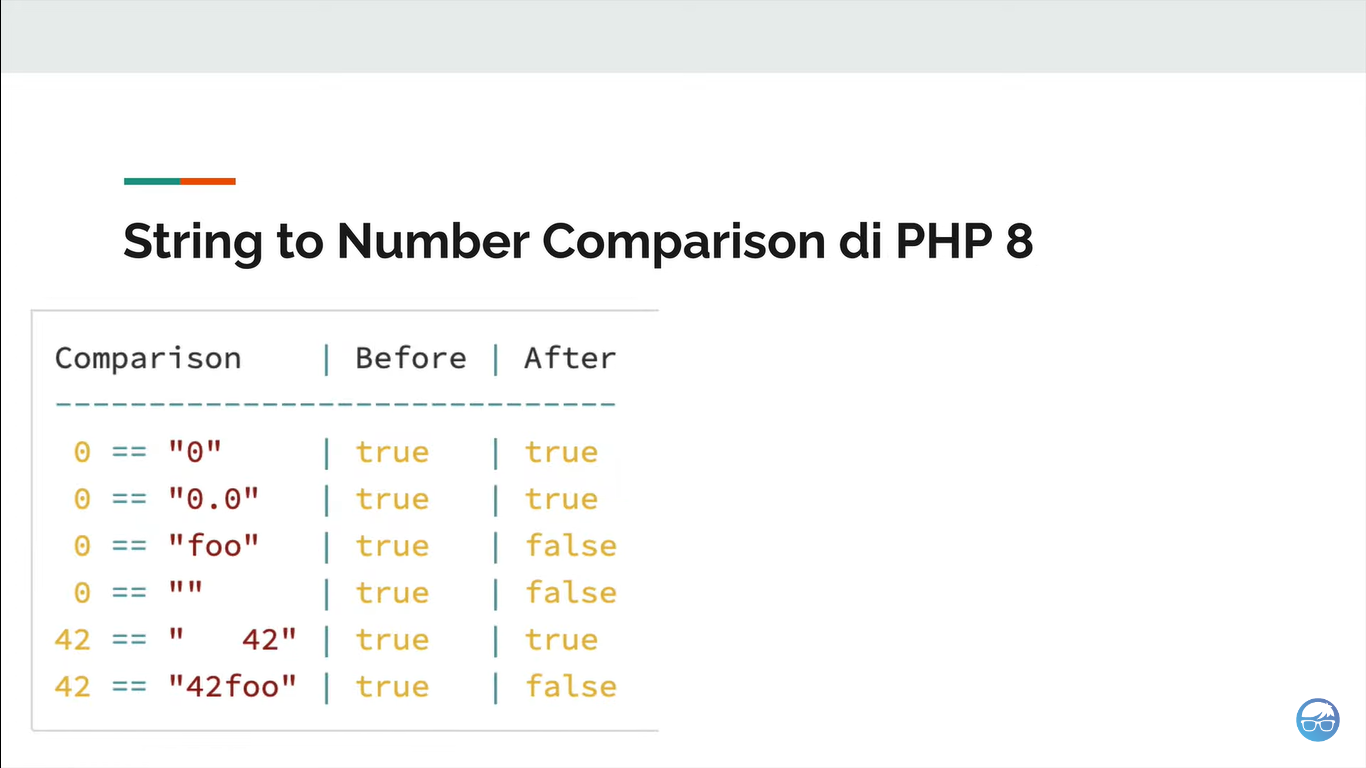 String to Number Comparison di PHP 8
Comparison | Before | After
------------------------------
0 == "0" | true | true
0 == "0.0" | true | true
0 == "foo" | true | false
0 == "" | true | false
42 == "   42" | true | true
42 == "42foo" | true | false